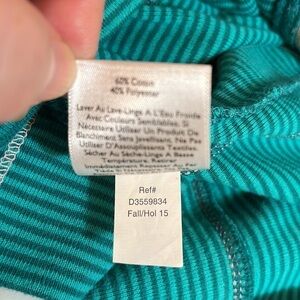 60% Cotton
40% Polyester
Laver Au Lave-Linge A L'Eau Froide
Avec Couleurs Semblables. Si
Nécessaire Utiliser Un Produit De
Blanchiment Sans Javellisant. Ne Pas
Utiliser D'Assouplissants Textiles.
Sécher Au Sèche-Linge A Basse
Température. Retirer
Immédiatement
Ref#
D3559834
Fall/Hol 15